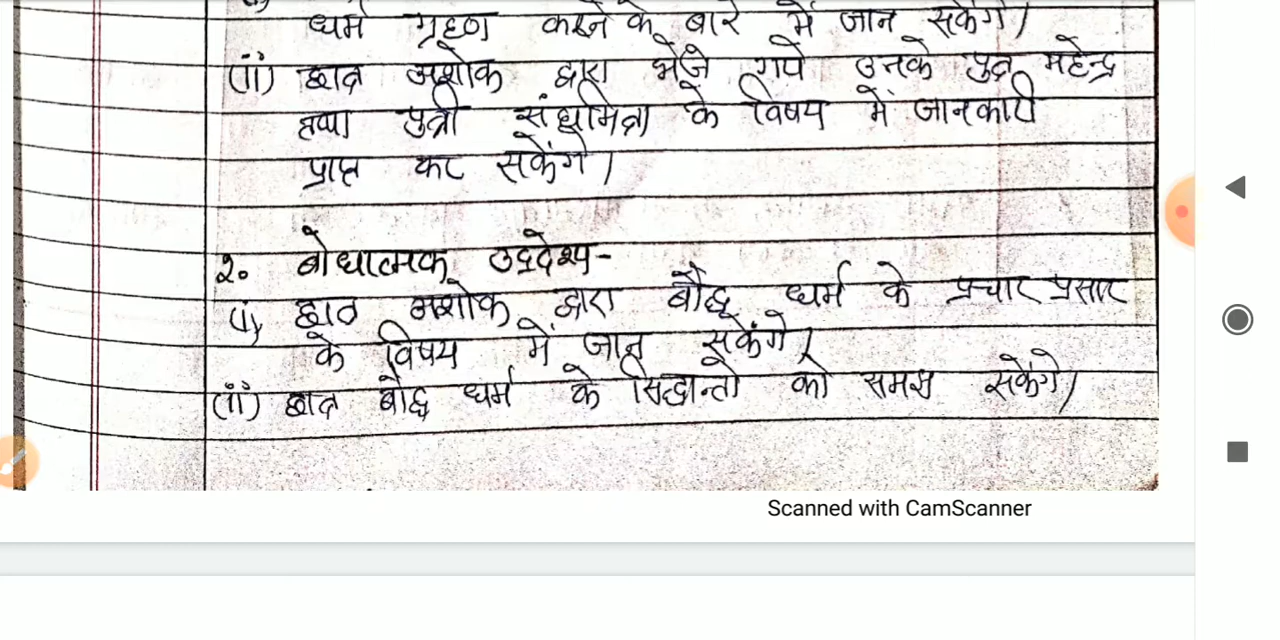 धर्म ग्रहण करने के बारे में जान सकेंगे।
(ii) छात्र अशोक द्वारा भेजे गये उनके पुत्र महेन्द्र
तथा पुत्री संघमित्रा के विषय में जानकारी
प्राप्त कर सकेंगे।
२. बोधात्मक उद्देश्य-
(i) छात्र अशोक द्वारा बौद्ध धर्म के प्रचार प्रसार
के विषय में जान सकेंगे।
(ii) छात्र बौद्ध धर्म के सिद्धान्तो को समझ सकेंगे।
Scanned with CamScanner